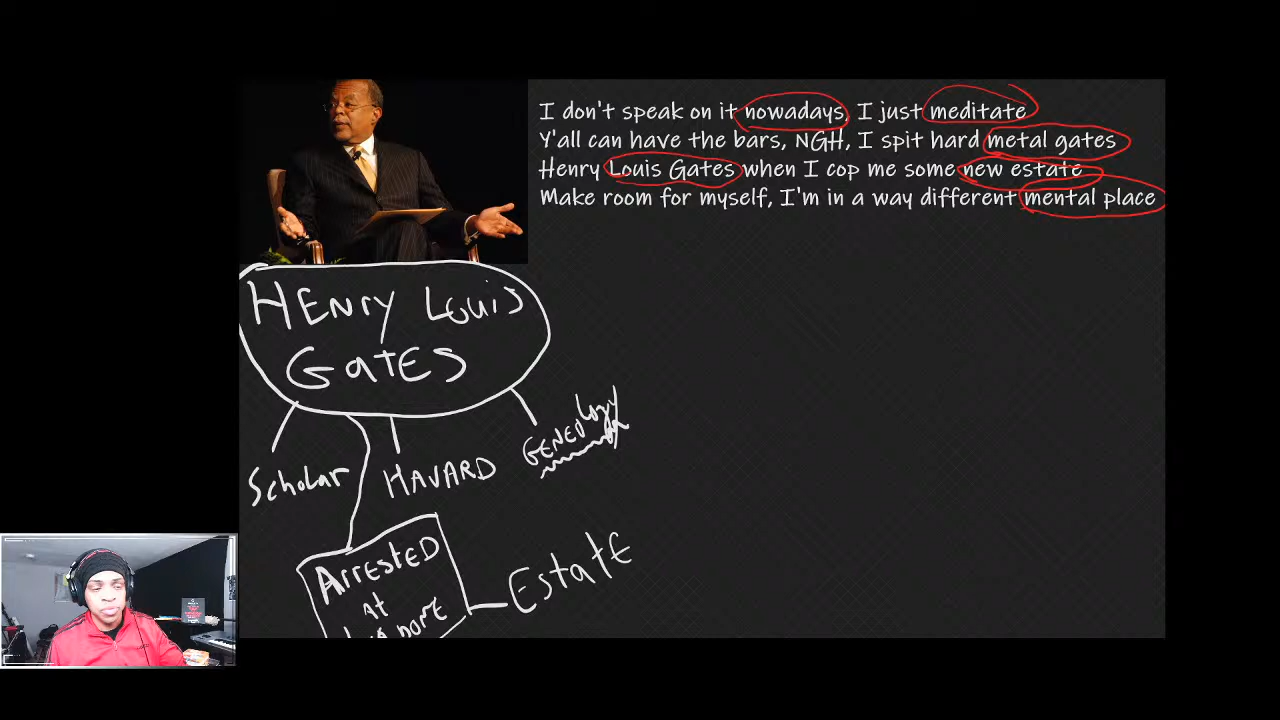 I don't speak on it nowadays, I just meditate
Y'all can have the bars, NGH, I spit hard metal gates
Henry Louis Gates when I cop me some new estate
Make room for myself, I'm in a way different mental place
HENry Louis
GatES
Scholar
HAVARD
GENEOLogy
ArrestED
at
EstatE